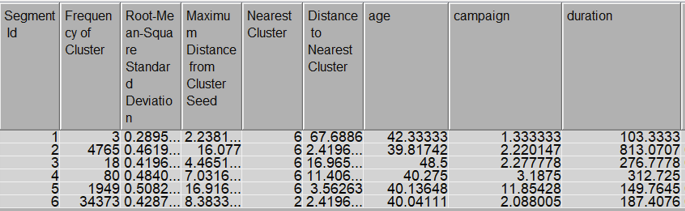 Segment Id Frequency of Cluster Root-Mean-Square Standard Deviation Maximum Distance from Cluster Seed Nearest Cluster Distance to Nearest Cluster age campaign duration
1 3 0.2895... 2.2381... 6 67.6886 42.33333 1.333333 103.3333
2 4765 0.4619... 16.077 6 2.4196... 39.81742 2.220147 813.0707
3 18 0.4196... 4.4651... 6 16.965... 48.5 2.277778 276.7778
4 80 0.4840... 7.0316... 6 11.406... 40.275 3.1875 312.725
5 1949 0.5082... 16.916... 6 3.56263 40.13648 11.85428 149.7645
6 34373 0.4287... 8.3833... 2 2.4196... 40.04111 2.088005 187.4076